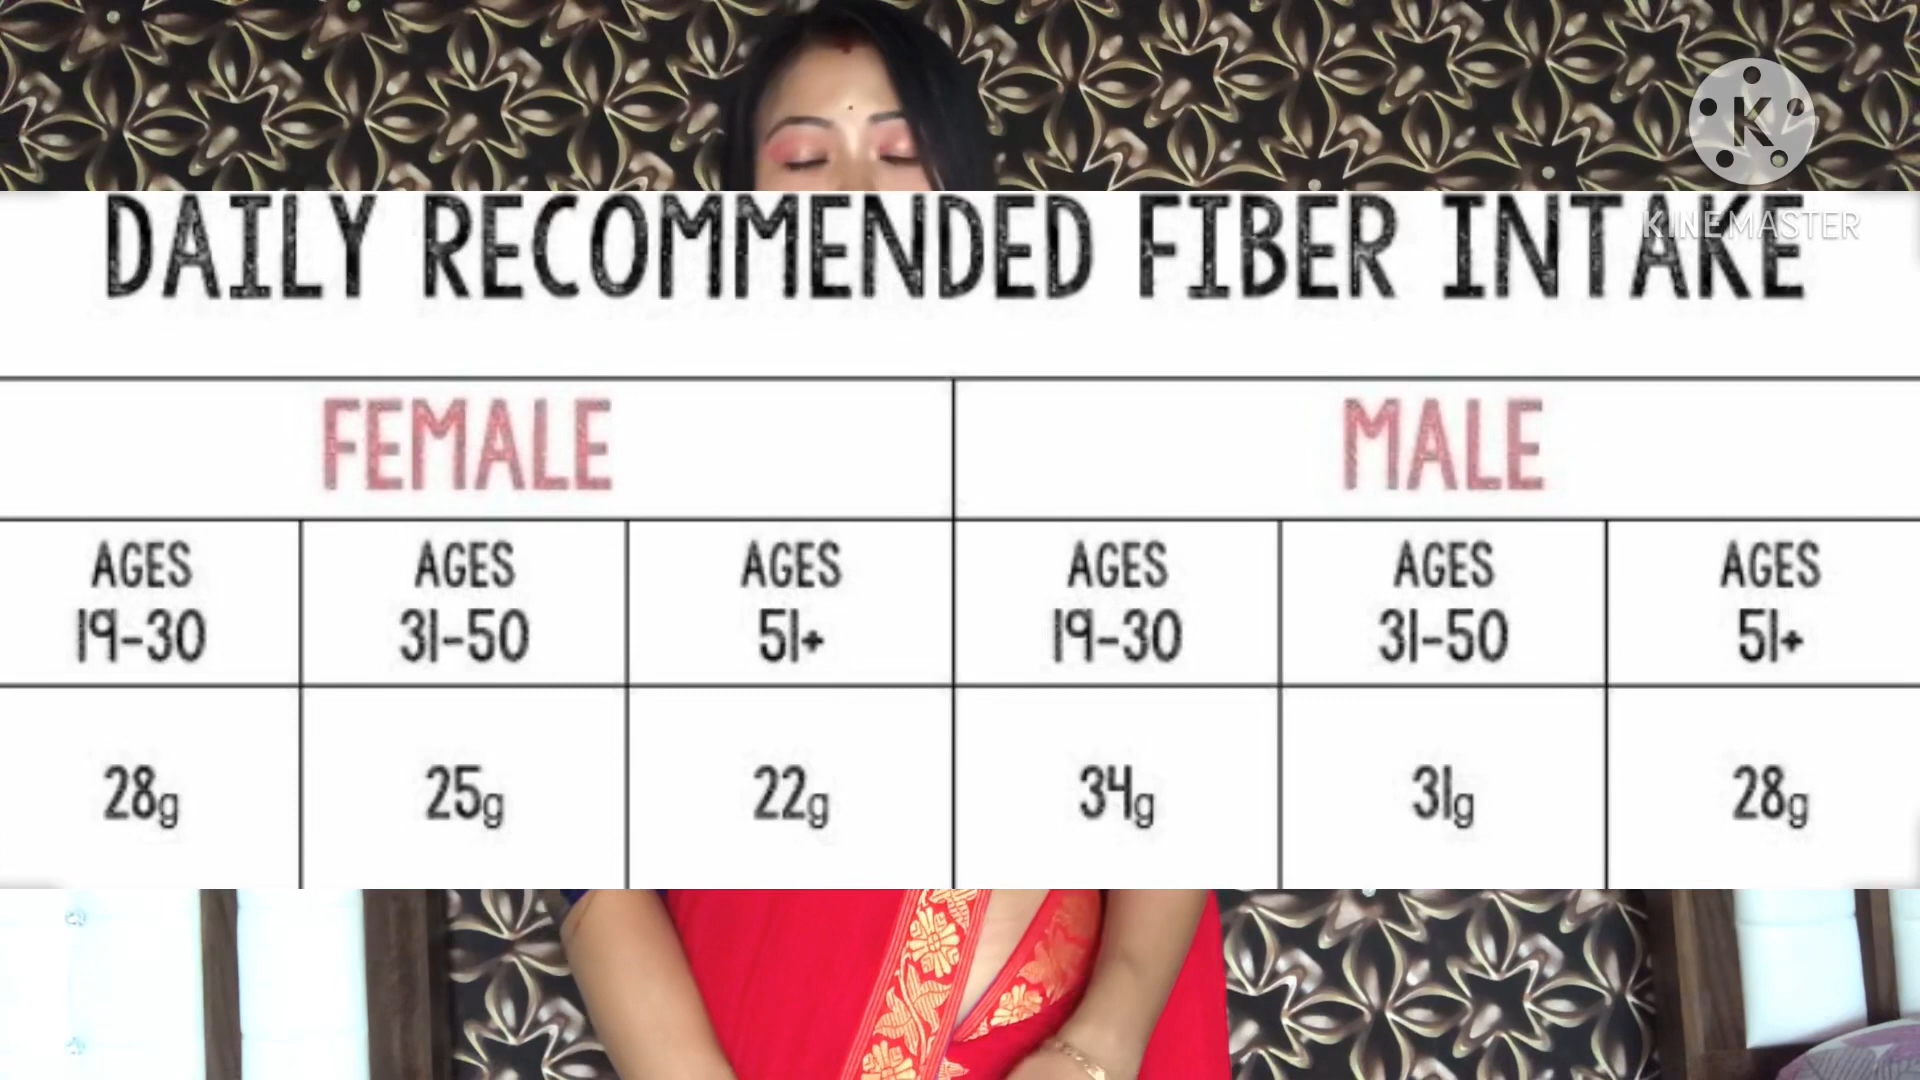 K
KINEMASTER
DAILY RECOMMENDED FIBER INTAKE
FEMALE MALE
AGES AGES AGES AGES AGES AGES
19-30 31-50 51+ 19-30 31-50 51+
28g 25g 22g 34g 31g 28g